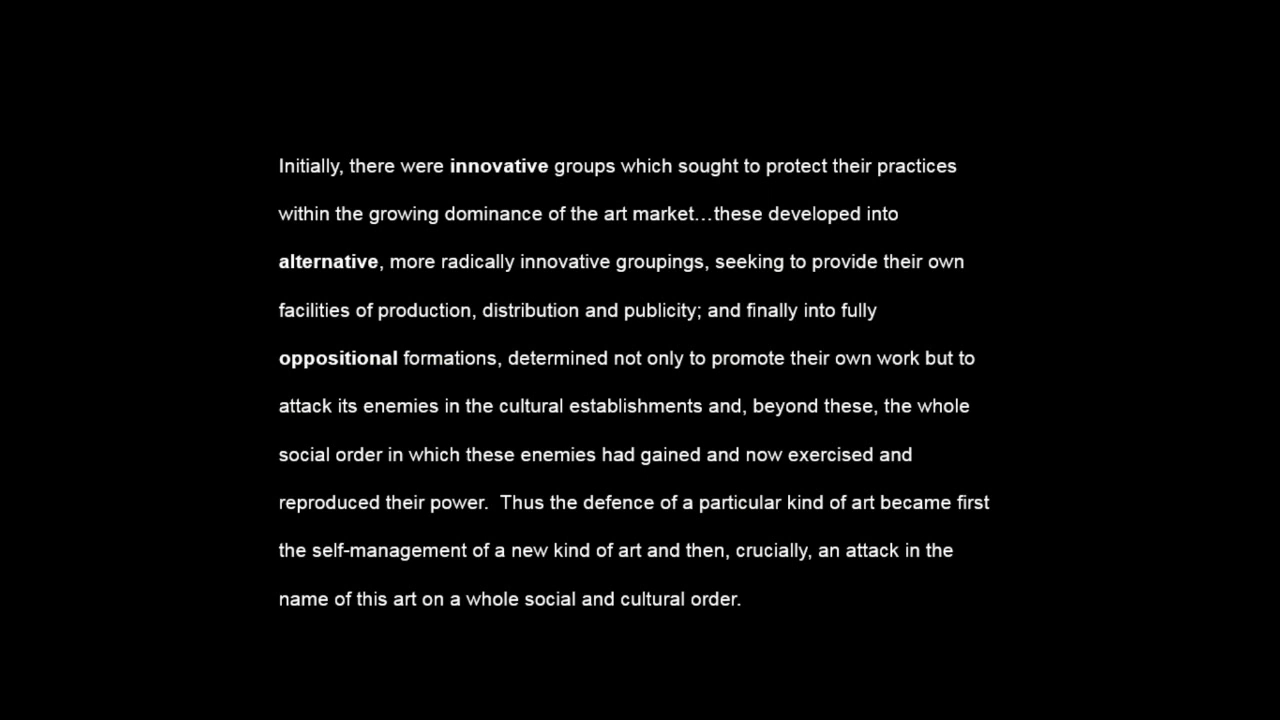 Initially, there were innovative groups which sought to protect their practices
within the growing dominance of the art market…these developed into
alternative, more radically innovative groupings, seeking to provide their own
facilities of production, distribution and publicity; and finally into fully
oppositional formations, determined not only to promote their own work but to
attack its enemies in the cultural establishments and, beyond these, the whole
social order in which these enemies had gained and now exercised and
reproduced their power.  Thus the defence of a particular kind of art became first
the self-management of a new kind of art and then, crucially, an attack in the
name of this art on a whole social and cultural order.